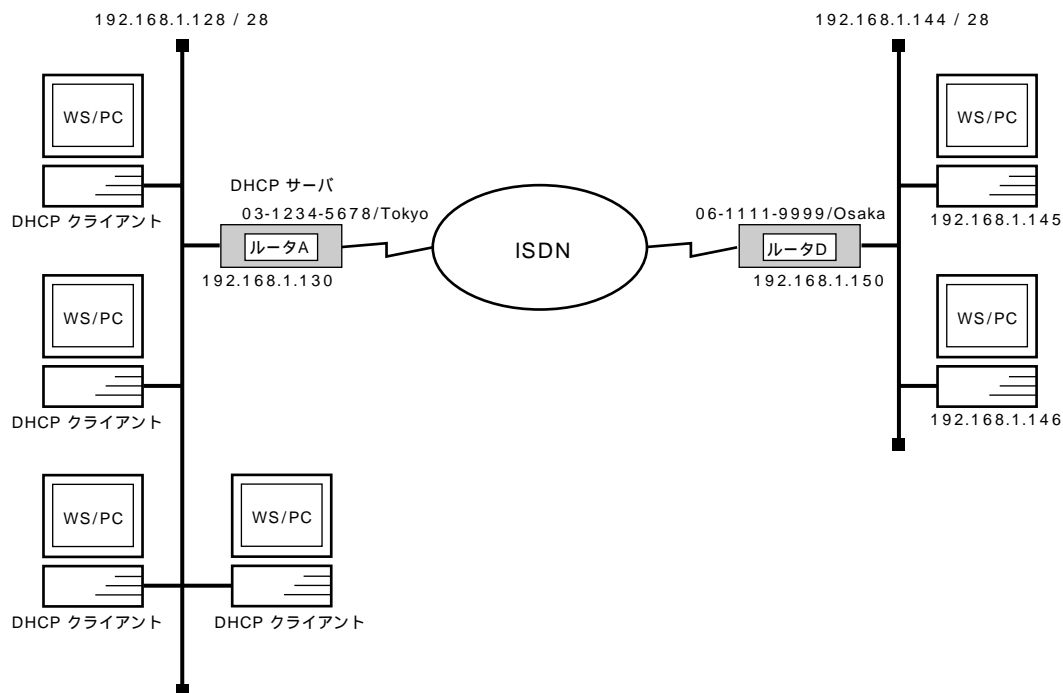 192.168.1.128 / 28
192.168.1.144 / 28
WS/PC
DHCP クライアント
WS/PC
DHCP クライアント
WS/PC
DHCP クライアント
WS/PC
DHCP クライアント
DHCP サーバ
03-1234-5678/Tokyo
ルータA
192.168.1.130
ISDN
06-1111-9999/Osaka
ルータD
192.168.1.150
WS/PC
192.168.1.145
WS/PC
192.168.1.146